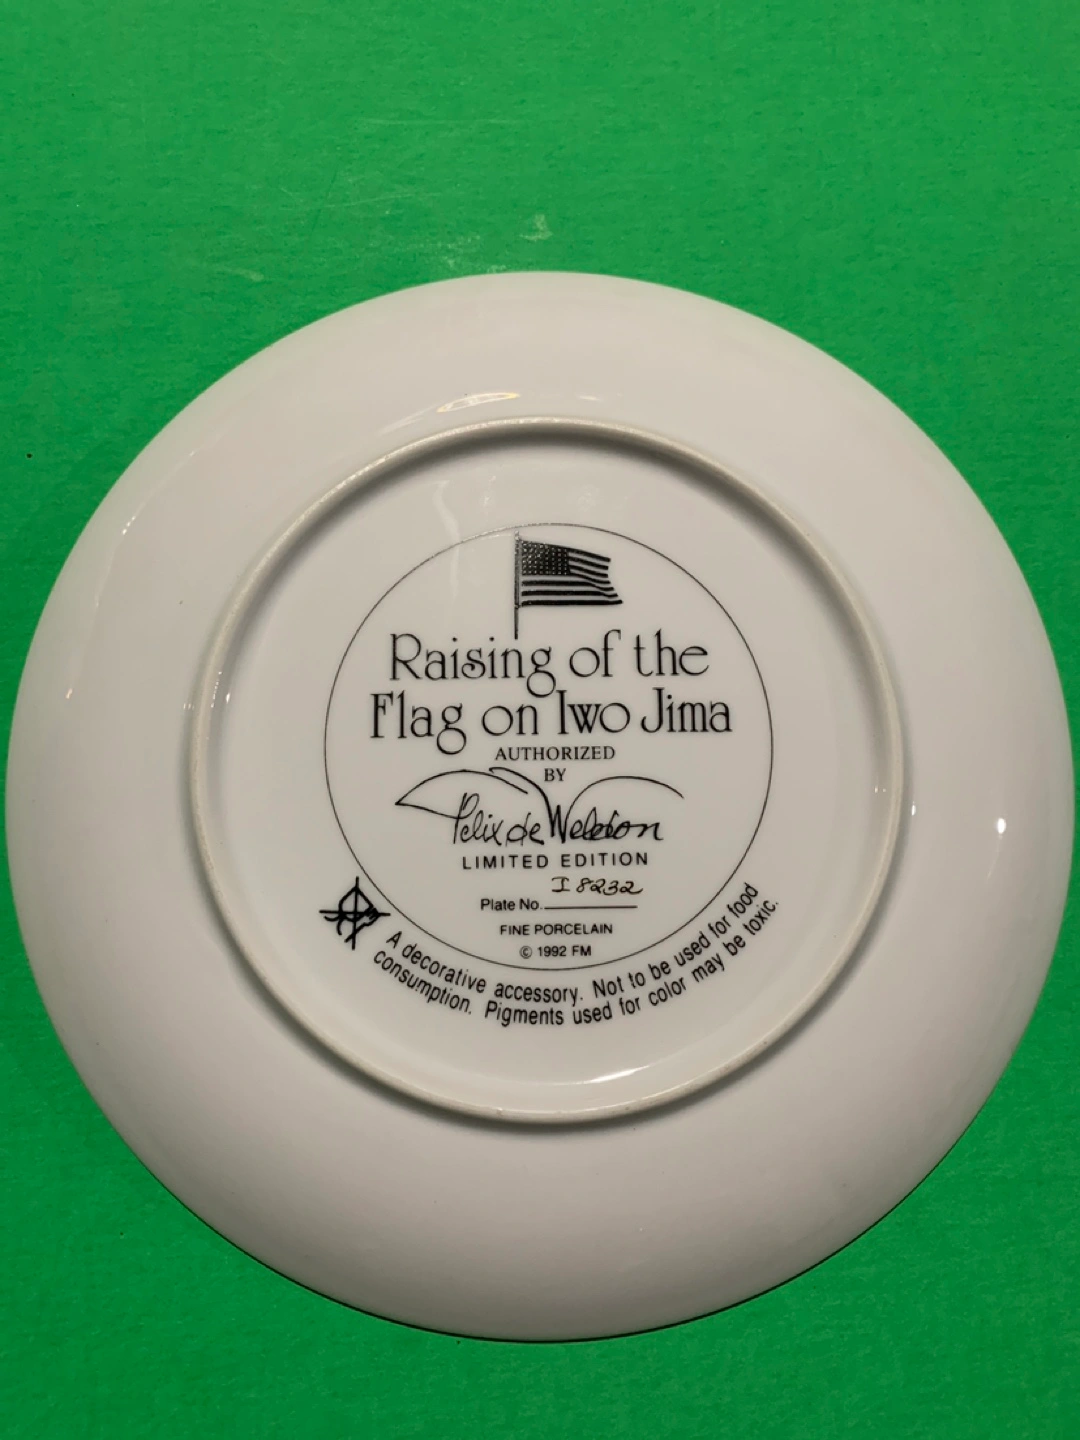 Raising of the
Flag on Iwo Jima
AUTHORIZED
BY
Felix de Weldon
LIMITED EDITION
Plate No. I 8232
FINE PORCELAIN
© 1992 FM
A decorative accessory. Not to be used for food
consumption. Pigments used for color may be toxic.